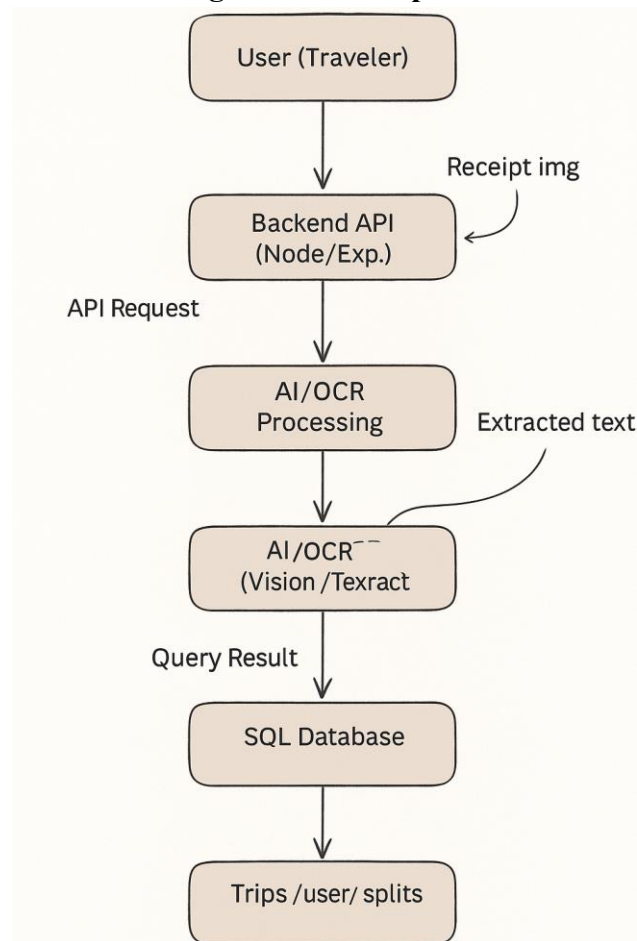 User (Traveler)
Receipt img
Backend API
(Node/Exp.)
API Request
AI/OCR
Processing
Extracted text
AI/OCR
(Vision /Texract
Query Result
SQL Database
Trips /user/ splits